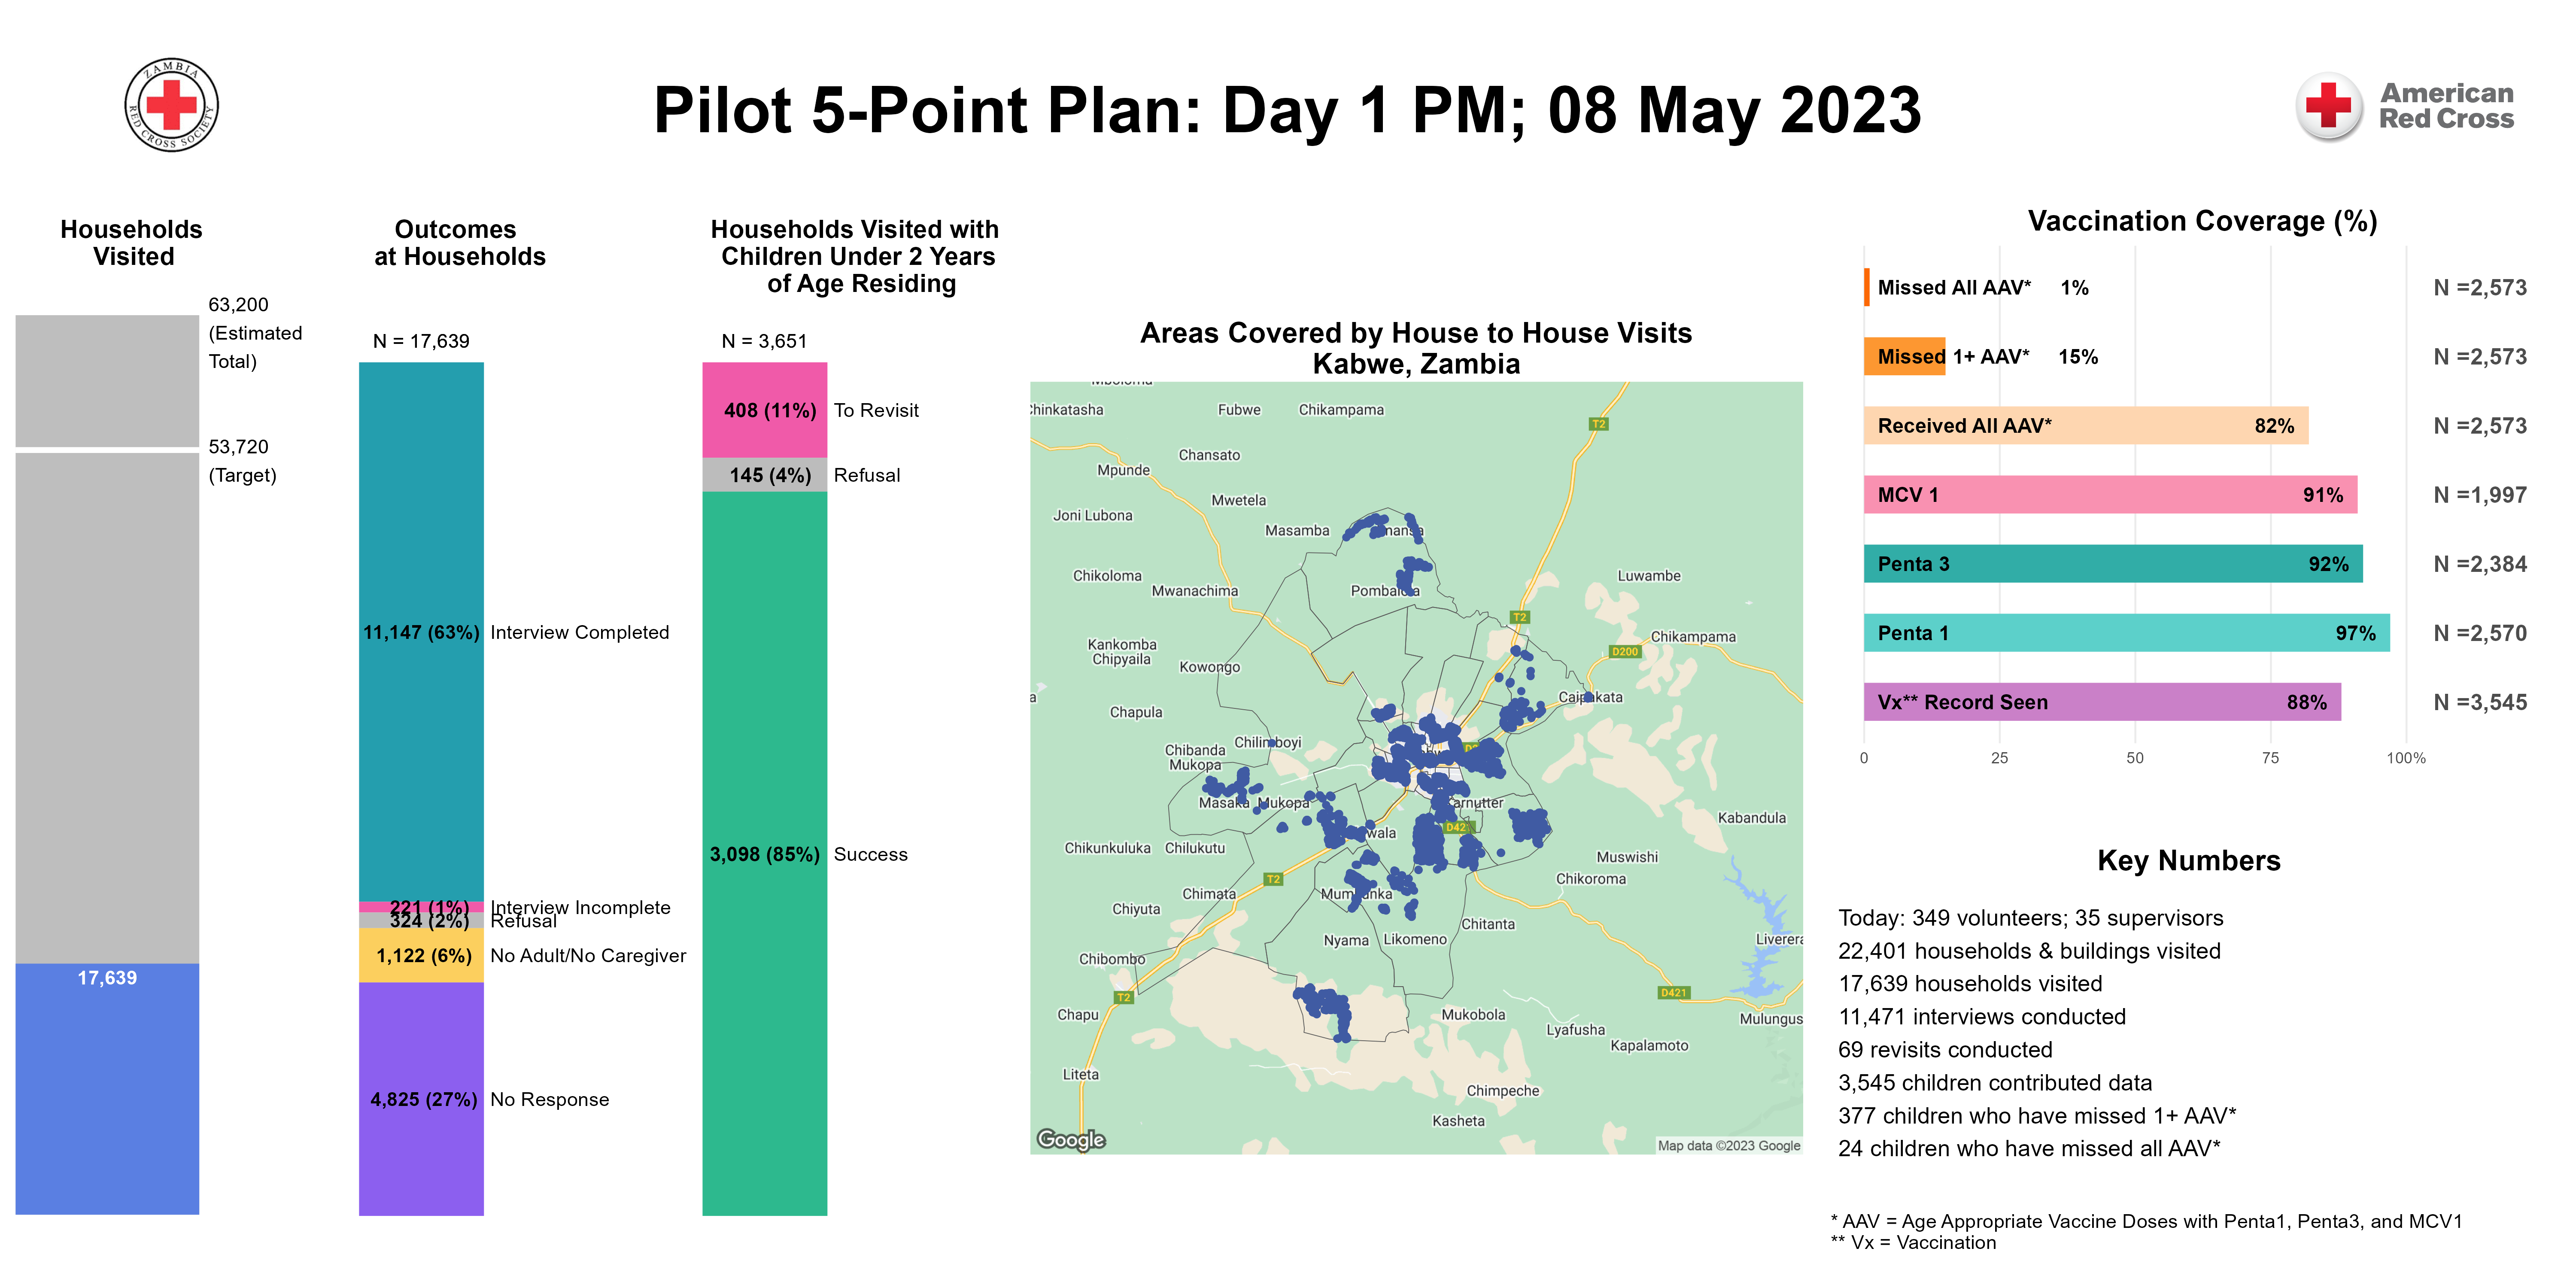 ZAMBIA
RED CROSS SOCIETY
Pilot 5-Point Plan: Day 1 PM; 08 May 2023
American
Red Cross
Households
Visited
63,200
(Estimated
Total)
53,720
(Target)
17,639
Outcomes
at Households
N = 17,639
11,147 (63%) Interview Completed
221 (1%) Interview Incomplete
324 (2%) Refusal
1,122 (6%) No Adult/No Caregiver
4,825 (27%) No Response
Households Visited with
Children Under 2 Years
of Age Residing
N = 3,651
408 (11%) To Revisit
145 (4%) Refusal
3,098 (85%) Success
Areas Covered by House to House Visits
Kabwe, Zambia
Chinkatasha
Fubwe
Chikampama
T2
Chansato
Mpunde
Mwetela
Joni Lubona
Masamba
Chikoloma
Mwanachima
Luwambe
T2
Chikampama
Kankomba
Chipyaila
Kowongo
D200
Chapula
Chibanda
Mukopa
Masaka
Mukopa
Kabandula
Chikunkuluka
Chilukutu
Muswishi
Chikoroma
T2
Chimata
Chiyuta
Chitanta
Nyama
Likomeno
Chibombo
T2
D421
Chapu
Mukobola
Lyafusha
Kapalamoto
Liteta
Chimpeche
Kasheta
Google
Map data ©2023 Google
Vaccination Coverage (%)
Missed All AAV* 1% N =2,573
Missed 1+ AAV* 15% N =2,573
Received All AAV* 82% N =2,573
MCV 1 91% N =1,997
Penta 3 92% N =2,384
Penta 1 97% N =2,570
Vx** Record Seen 88% N =3,545
0 25 50 75 100%
Key Numbers
Today: 349 volunteers; 35 supervisors
22,401 households & buildings visited
17,639 households visited
11,471 interviews conducted
69 revisits conducted
3,545 children contributed data
377 children who have missed 1+ AAV*
24 children who have missed all AAV*
* AAV = Age Appropriate Vaccine Doses with Penta1, Penta3, and MCV1
** Vx = Vaccination